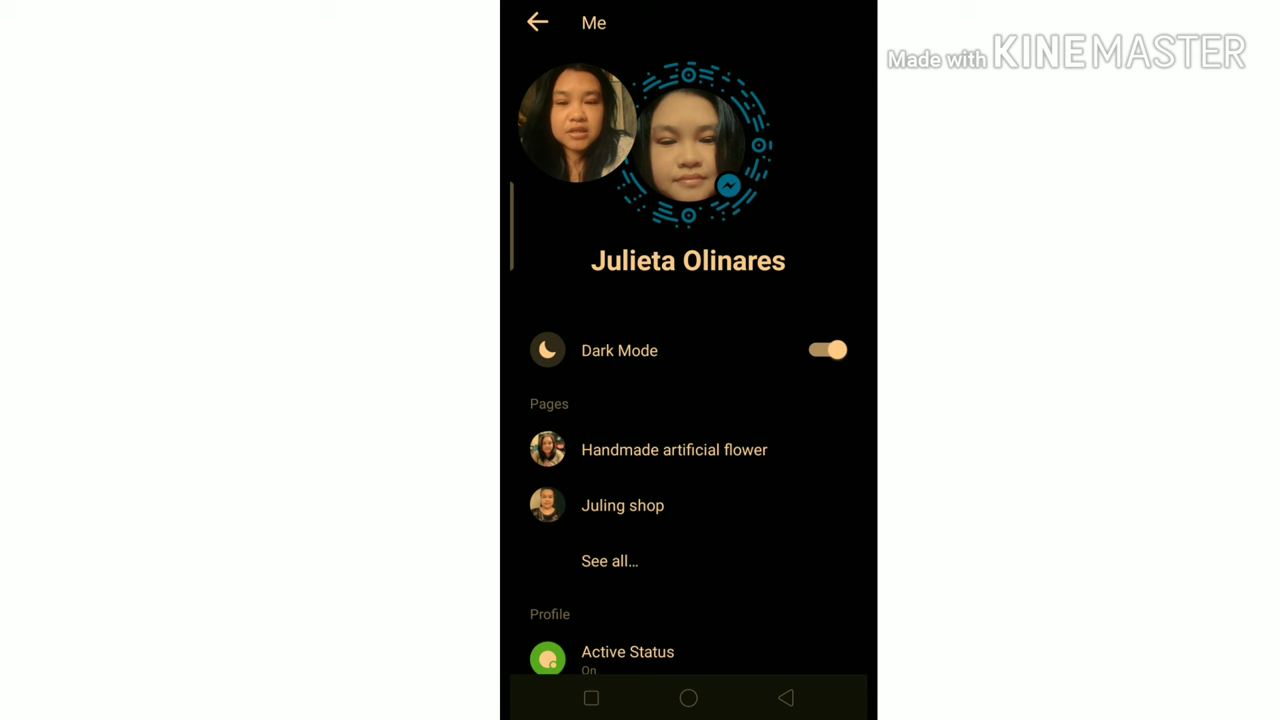 Me
Made with KINEMASTER
Julieta Olinares
Dark Mode
Pages
Handmade artificial flower
Juling shop
See all...
Profile
Active Status
On